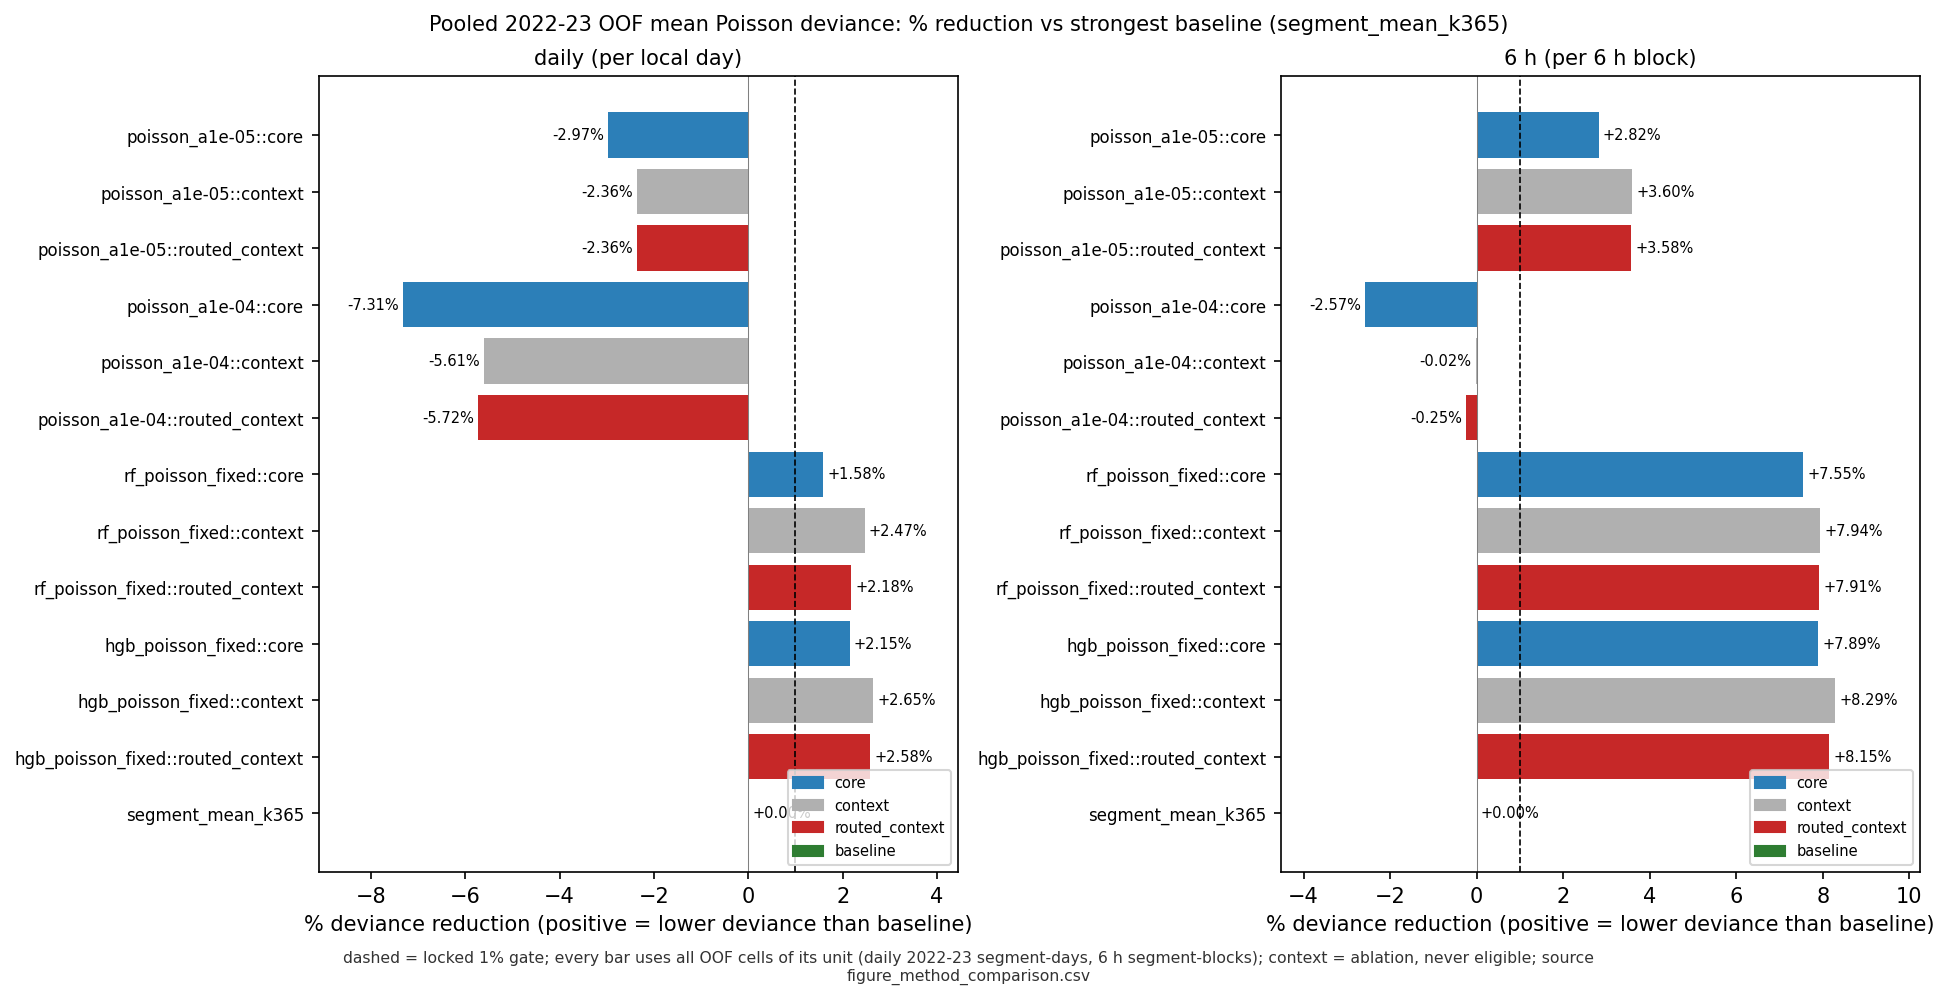 Pooled 2022-23 OOF mean Poisson deviance: % reduction vs strongest baseline (segment_mean_k365)
daily (per local day)
poisson_a1e-05::core
-2.97%
poisson_a1e-05::context
-2.36%
poisson_a1e-05::routed_context
-2.36%
poisson_a1e-04::core
-7.31%
poisson_a1e-04::context
-5.61%
poisson_a1e-04::routed_context
-5.72%
rf_poisson_fixed::core
+1.58%
rf_poisson_fixed::context
+2.47%
rf_poisson_fixed::routed_context
+2.18%
hgb_poisson_fixed::core
+2.15%
hgb_poisson_fixed::context
+2.65%
hgb_poisson_fixed::routed_context
+2.58%
segment_mean_k365
+0.00%
core
context
routed_context
baseline
−8 −6 −4 −2 0 2 4
% deviance reduction (positive = lower deviance than baseline)
6 h (per 6 h block)
poisson_a1e-05::core
+2.82%
poisson_a1e-05::context
+3.60%
poisson_a1e-05::routed_context
+3.58%
poisson_a1e-04::core
-2.57%
poisson_a1e-04::context
-0.02%
poisson_a1e-04::routed_context
-0.25%
rf_poisson_fixed::core
+7.55%
rf_poisson_fixed::context
+7.94%
rf_poisson_fixed::routed_context
+7.91%
hgb_poisson_fixed::core
+7.89%
hgb_poisson_fixed::context
+8.29%
hgb_poisson_fixed::routed_context
+8.15%
segment_mean_k365
+0.00%
core
context
routed_context
baseline
−4 −2 0 2 4 6 8 10
% deviance reduction (positive = lower deviance than baseline)
dashed = locked 1% gate; every bar uses all OOF cells of its unit (daily 2022-23 segment-days, 6 h segment-blocks); context = ablation, never eligible; source
figure_method_comparison.csv